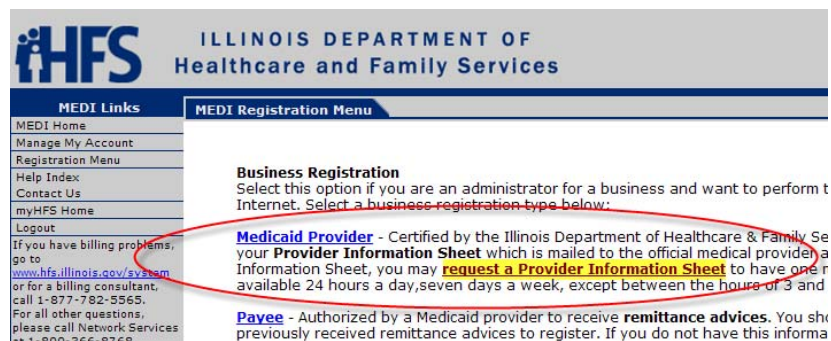 HFS
ILLINOIS DEPARTMENT OF
Healthcare and Family Services
MEDI Links
MEDI Home
Manage My Account
Registration Menu
Help Index
Contact Us
myHFS Home
Logout
If you have billing problems,
go to
www.hfs.illinois.gov/system
or for a billing consultant,
call 1-877-782-5565.
For all other questions,
please call Network Services
at 1-800-366-8768
MEDI Registration Menu
Business Registration
Select this option if you are an administrator for a business and want to perform t
Internet. Select a business registration type below:
Medicaid Provider - Certified by the Illinois Department of Healthcare & Family Se
your Provider Information Sheet which is mailed to the official medical provider a
Information Sheet, you may request a Provider Information Sheet to have one
available 24 hours a day,seven days a week, except between the hours of 3 and
Payee - Authorized by a Medicaid provider to receive remittance advices. You sho
previously received remittance advices to register. If you do not have this informa